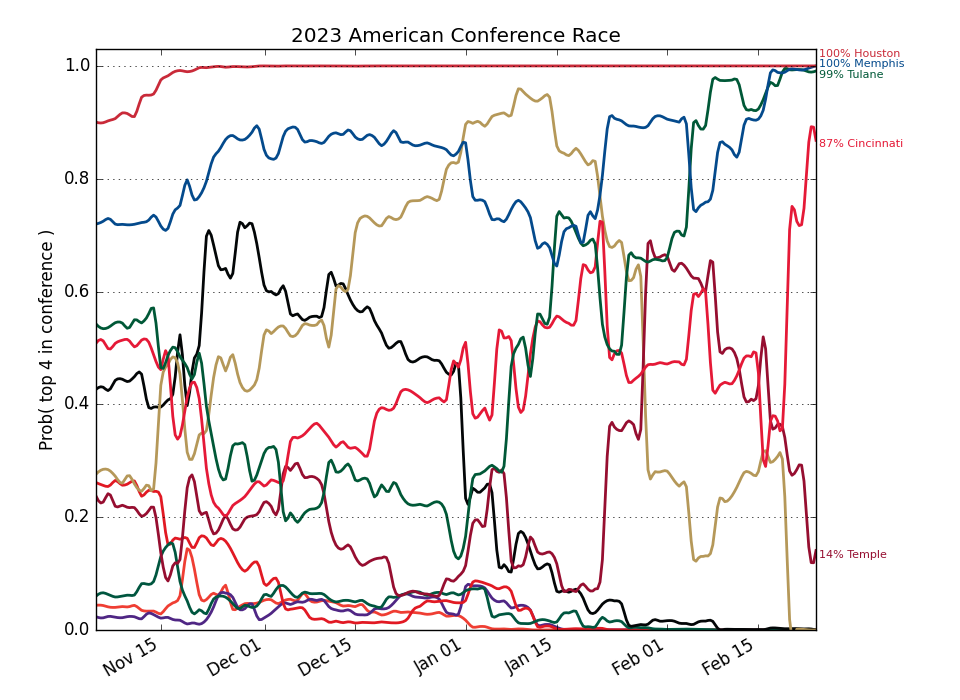 2023 American Conference Race
Prob( top 4 in conference )
1.0
0.8
0.6
0.4
0.2
0.0
100% Houston
100% Memphis
99% Tulane
87% Cincinnati
14% Temple
Nov 15
Dec 01
Dec 15
Jan 01
Jan 15
Feb 01
Feb 15